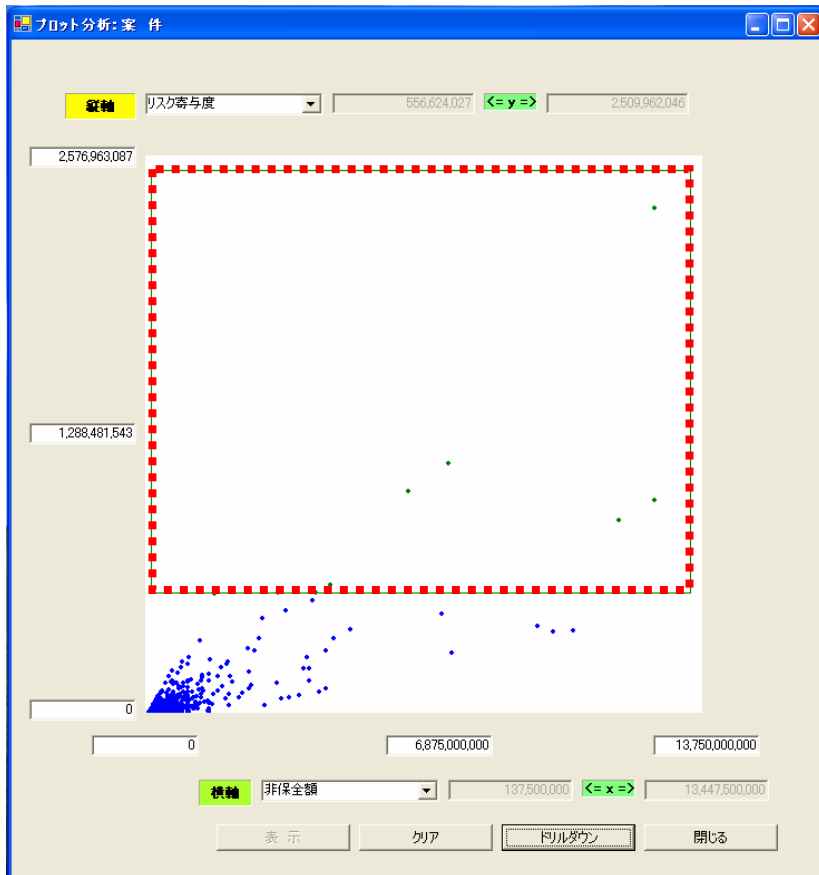 プロット分析:案 件
縦軸 リスク寄与度 556,624,027 <= y => 2,509,962,046
2,576,963,087
1,288,481,543
0
0 6,875,000,000 13,750,000,000
横軸 非保全額 137,500,000 <= x => 13,447,500,000
表 示 クリア ドリルダウン 閉じる